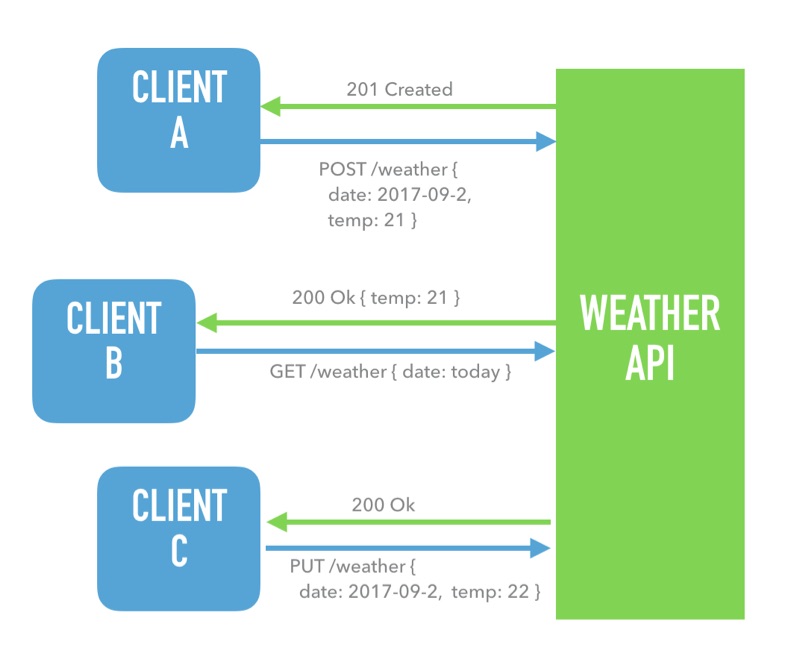 CLIENT
A
201 Created
POST /weather {
date: 2017-09-2,
temp: 21 }
CLIENT
B
200 Ok { temp: 21 }
GET /weather { date: today }
WEATHER
API
CLIENT
C
200 Ok
PUT /weather {
date: 2017-09-2, temp: 22 }